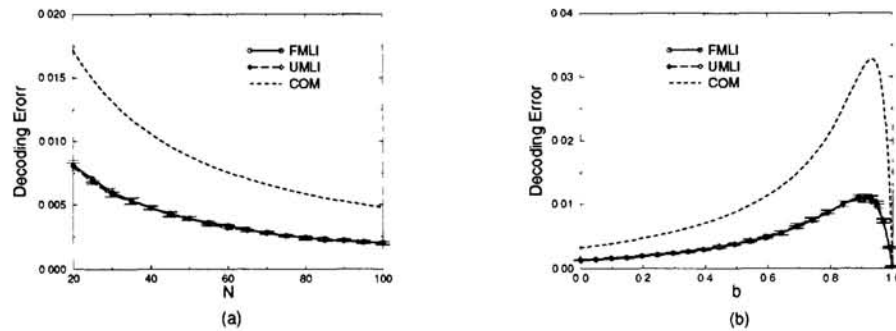 0.020
0.015
0.010
0.005
0.000
Decoding Erorr
FMLI
UMLI
COM
20 40 60 80 100
N
(a)
0.04
0.03
0.02
0.01
0.00
Decoding Error
FMLI
UMLI
COM
0.0 0.2 0.4 0.6 0.8 1.0
b
(b)